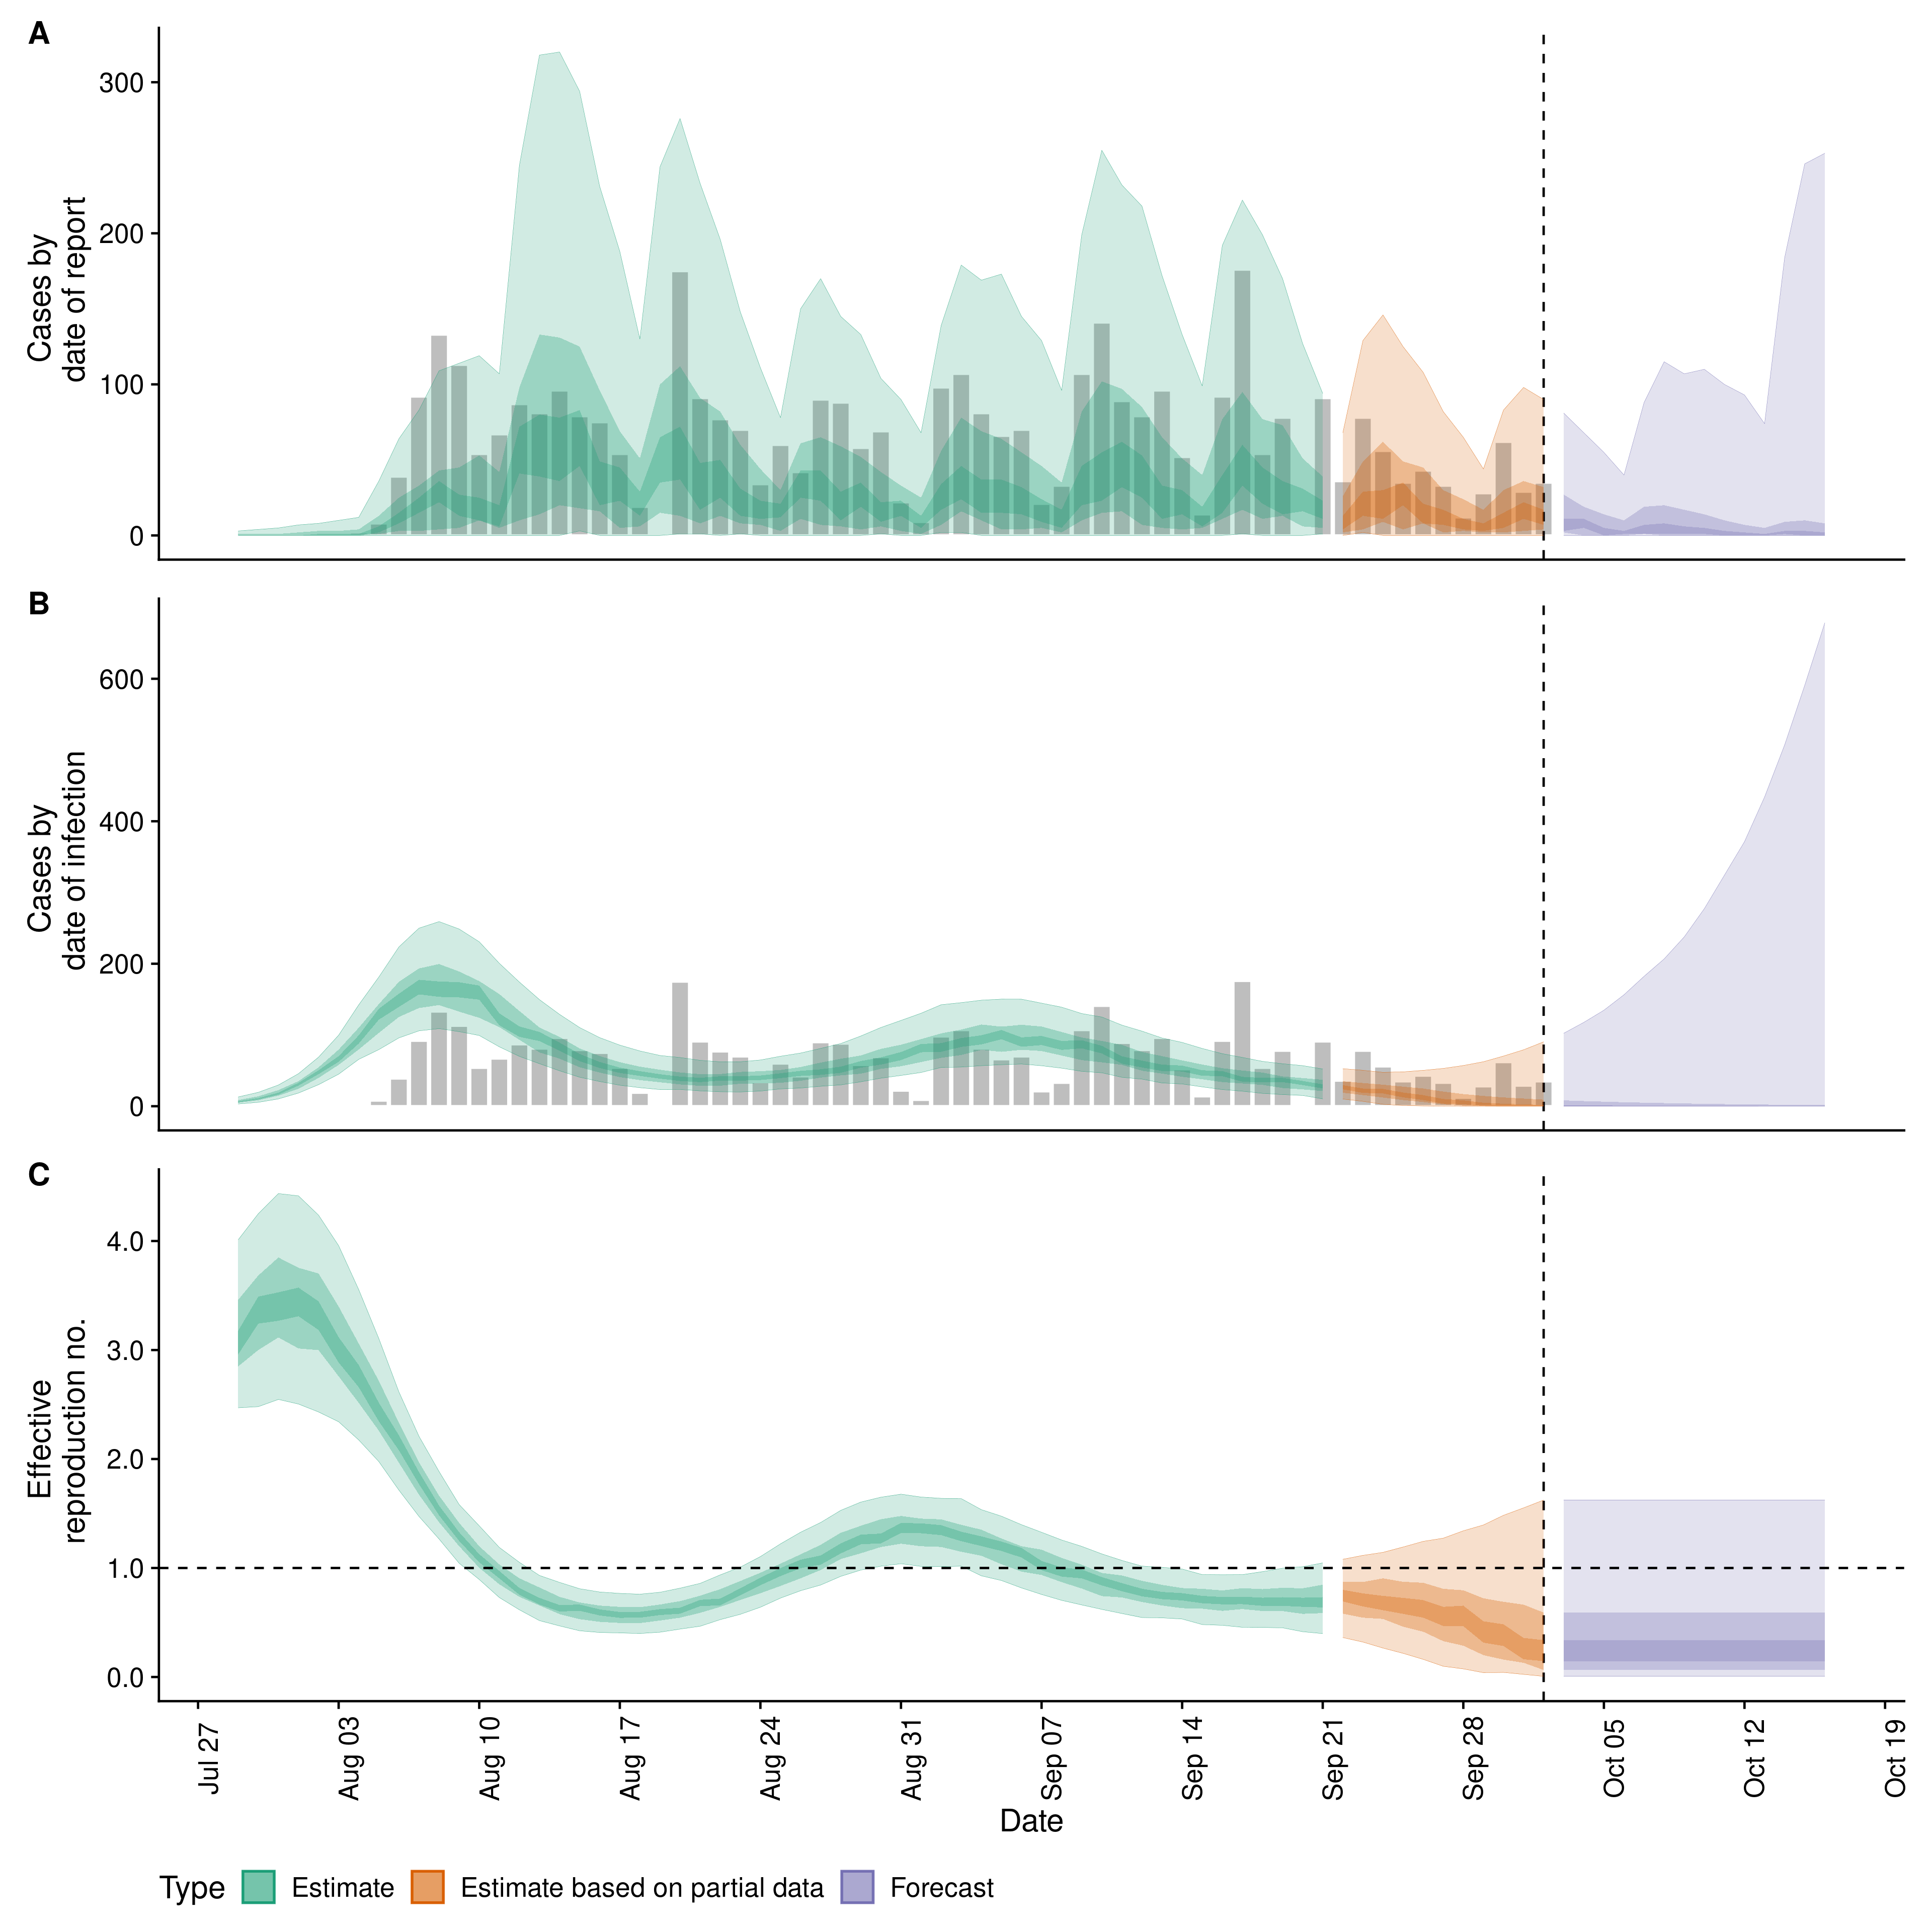 A
Cases by
date of report
300
200
100
0
B
Cases by
date of infection
600
400
200
0
C
Effective
reproduction no.
4.0
3.0
2.0
1.0
0.0
Jul 27
Aug 03
Aug 10
Aug 17
Aug 24
Aug 31
Sep 07
Sep 14
Sep 21
Sep 28
Oct 05
Oct 12
Oct 19
Date
Type Estimate Estimate based on partial data Forecast